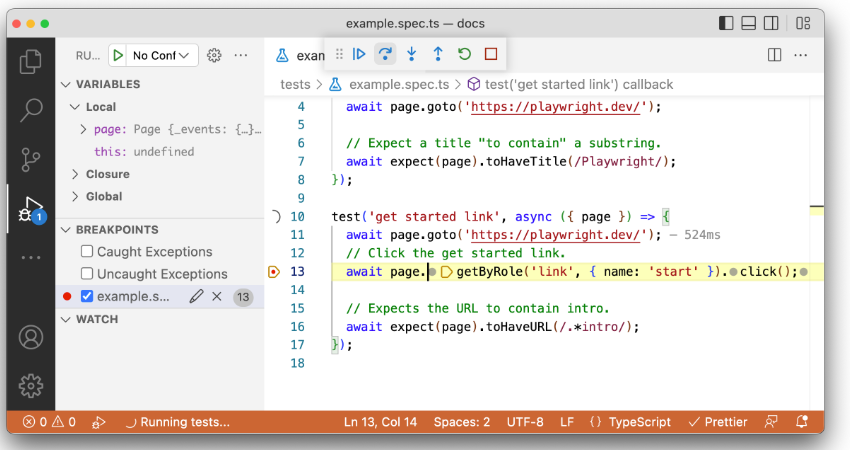 example.spec.ts — docs
RU... No Conf
exan
VARIABLES
Local
page: Page {_events: {…}…
this: undefined
Closure
Global
BREAKPOINTS
Caught Exceptions
Uncaught Exceptions
example.s... 13
WATCH
1
tests > example.spec.ts > test('get started link') callback
4 await page.goto('https://playwright.dev/');
5
6 // Expect a title "to contain" a substring.
7 await expect(page).toHaveTitle(/Playwright/);
8 });
9
10 test('get started link', async ({ page }) => {
11 await page.goto('https://playwright.dev/'); — 524ms
12 // Click the get started link.
13 await page.getByRole('link', { name: 'start' }).click();
14
15 // Expects the URL to contain intro.
16 await expect(page).toHaveURL(/.*intro/);
17 });
18
0 0 Running tests... Ln 13, Col 14 Spaces: 2 UTF-8 LF {} TypeScript Prettier